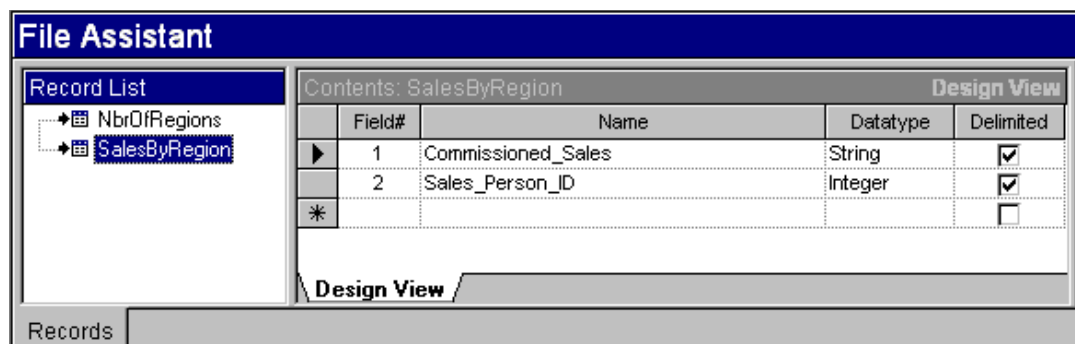 File Assistant
Record List
NbrOfRegions
SalesByRegion
Contents: SalesByRegion Design View
Field# Name Datatype Delimited
1 Commissioned_Sales String
2 Sales_Person_ID Integer
Design View
Records